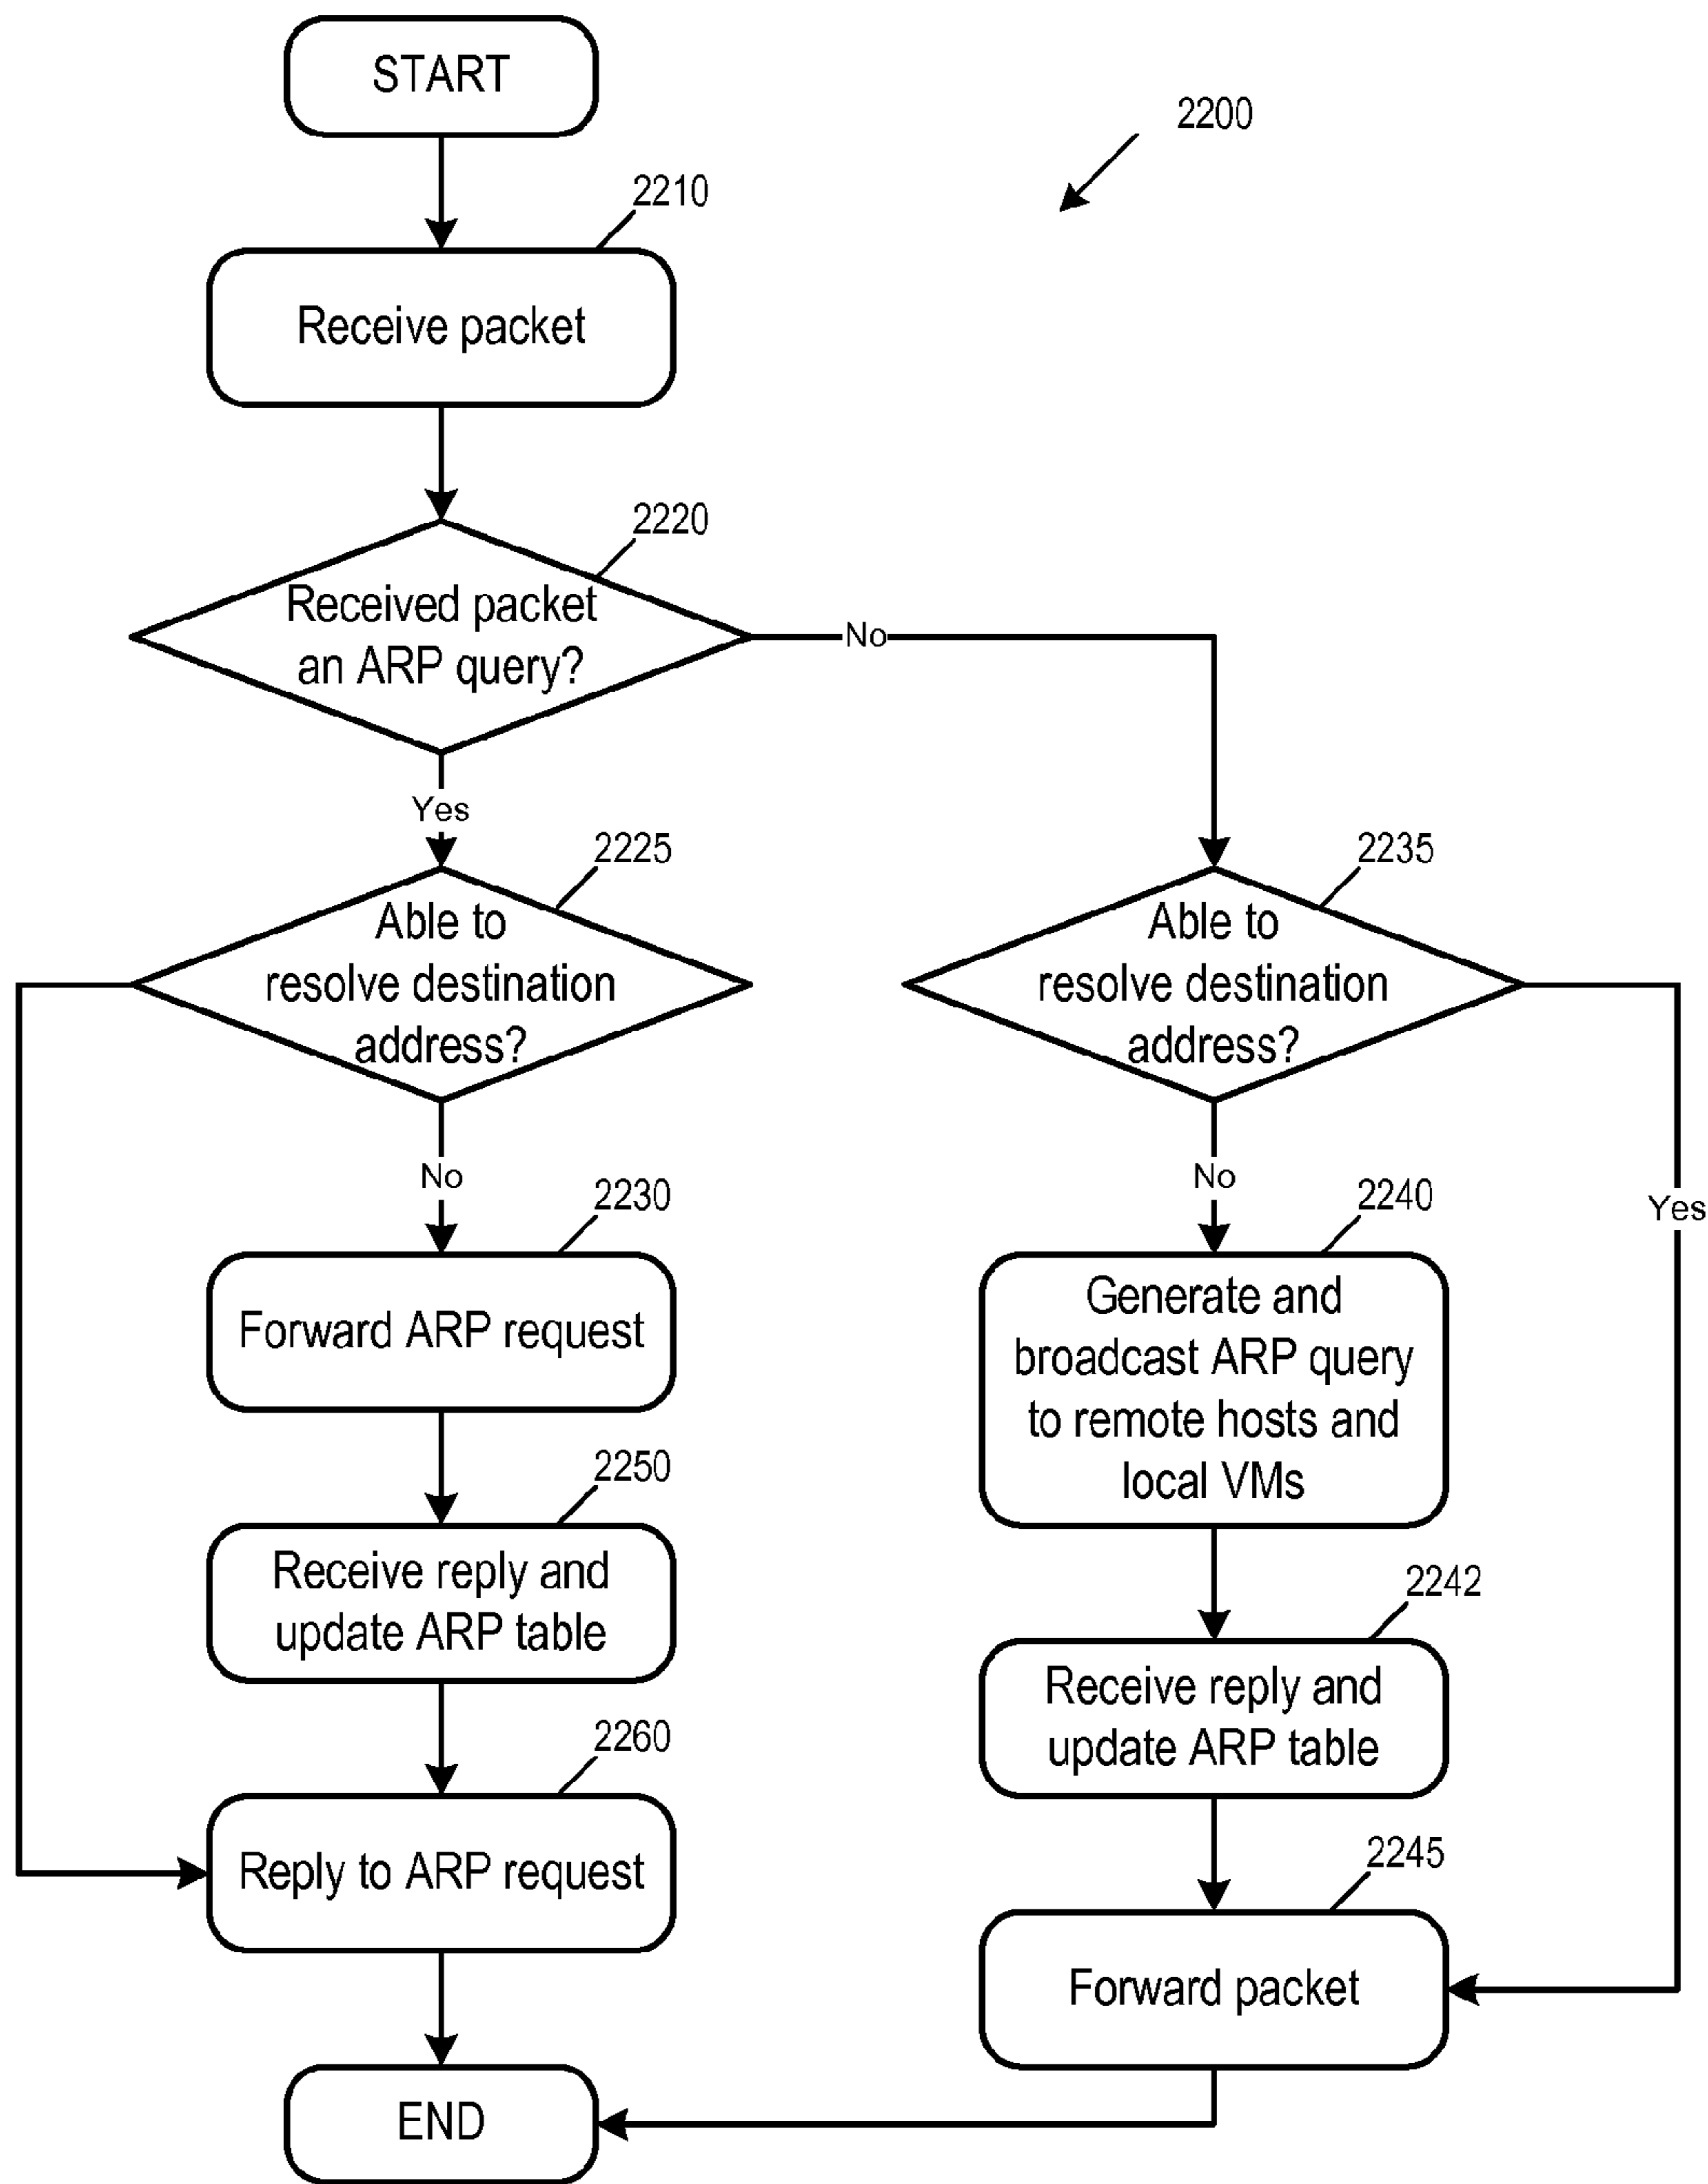 START
2200
2210
Receive packet
2220
Received packet
an ARP query?
No
Yes
2225
Able to
resolve destination
address?
2235
Able to
resolve destination
address?
No
2230
Forward ARP request
No
2240
Yes
Generate and
broadcast ARP query
to remote hosts and
local VMs
2250
Receive reply and
update ARP table
2242
Receive reply and
update ARP table
2260
Reply to ARP request
2245
Forward packet
END